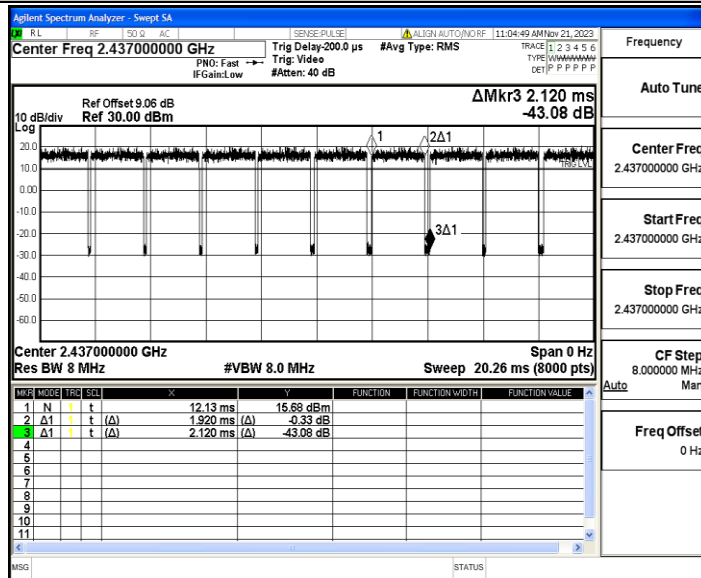 Agilent Spectrum Analyzer - Swept SA
RL RF 50 Ω AC SENSE:PULSE ALIGN AUTO/NO RF 11:04:49 AM Nov 21, 2023
Center Freq 2.437000000 GHz
PNO: Fast
IFGain:Low
Trig Delay-200.0 µs
Trig: Video
#Atten: 40 dB
#Avg Type: RMS
TRACE 1 2 3 4 5 6
TYPE WWWWWW
DET P P P P P P
ΔMkr3 2.120 ms
-43.08 dB
10 dB/div
Log
Ref Offset 9.06 dB
Ref 30.00 dBm
20.0
10.0
0.00
-10.0
-20.0
-30.0
-40.0
-50.0
-60.0
1
2Δ1
TRIG LVL
3Δ1
Center 2.437000000 GHz
Span 0 Hz
Res BW 8 MHz
#VBW 8.0 MHz
Sweep 20.26 ms (8000 pts)
MKR MODE TRC SCL X Y FUNCTION FUNCTION WIDTH FUNCTION VALUE
1 N 1 t 12.13 ms 15.68 dBm
2 Δ1 1 t (Δ) 1.920 ms (Δ) -0.33 dB
3 Δ1 1 t (Δ) 2.120 ms (Δ) -43.08 dB
4
5
6
7
8
9
10
11
MSG
STATUS
Frequency
Auto Tune
Center Freq
2.437000000 GHz
Start Freq
2.437000000 GHz
Stop Freq
2.437000000 GHz
CF Step
8.000000 MHz
Auto Man
Freq Offset
0 Hz